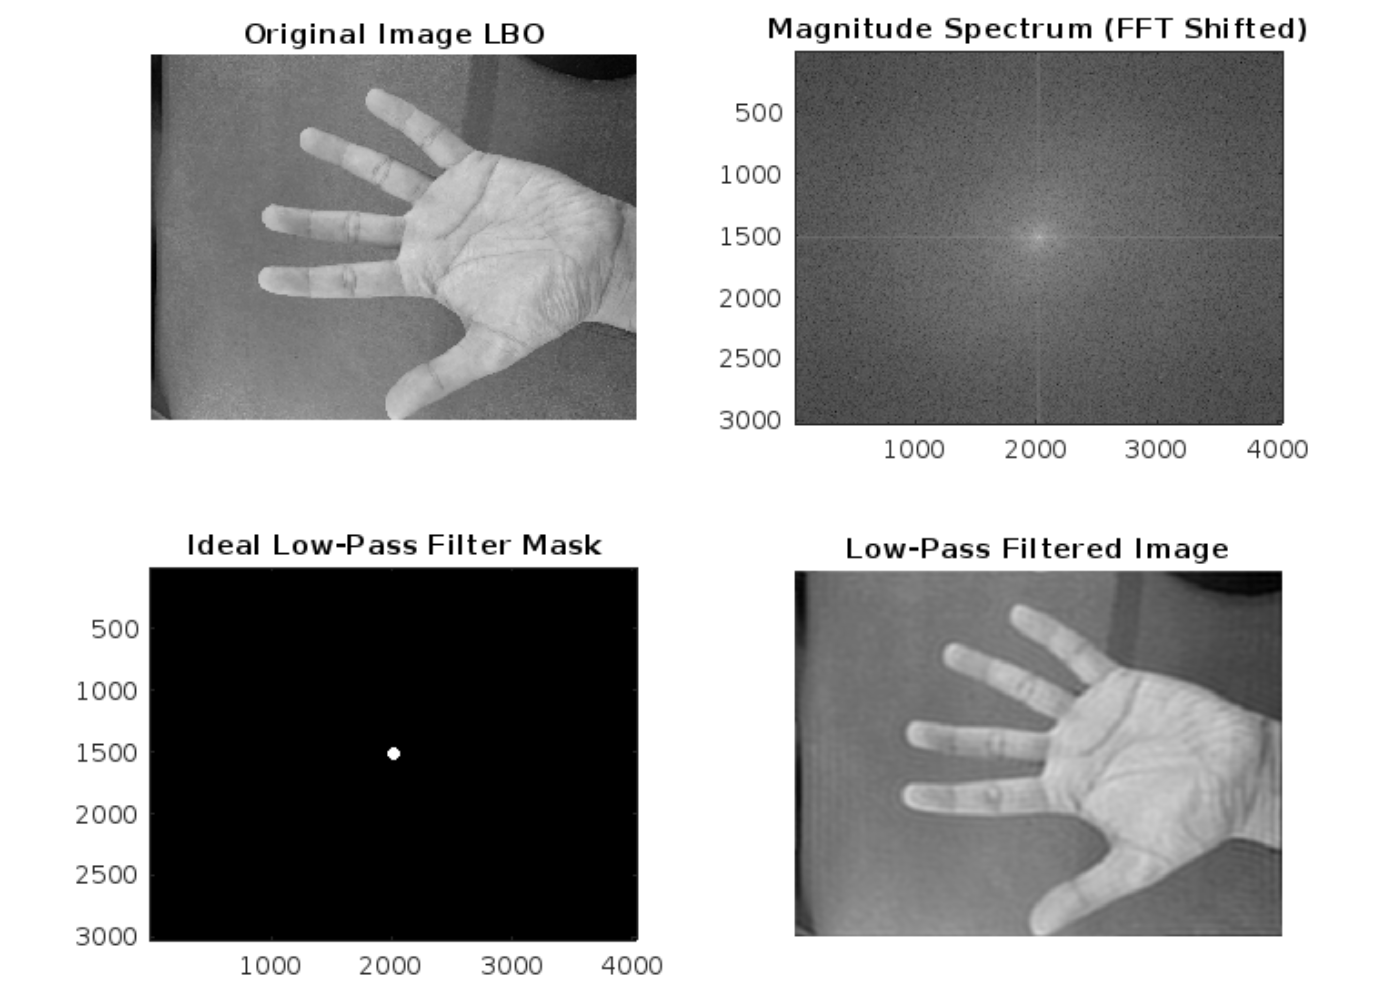 Original Image LBO
Magnitude Spectrum (FFT Shifted)
500
1000
1500
2000
2500
3000
1000 2000 3000 4000
Ideal Low-Pass Filter Mask
500
1000
1500
2000
2500
3000
1000 2000 3000 4000
Low-Pass Filtered Image